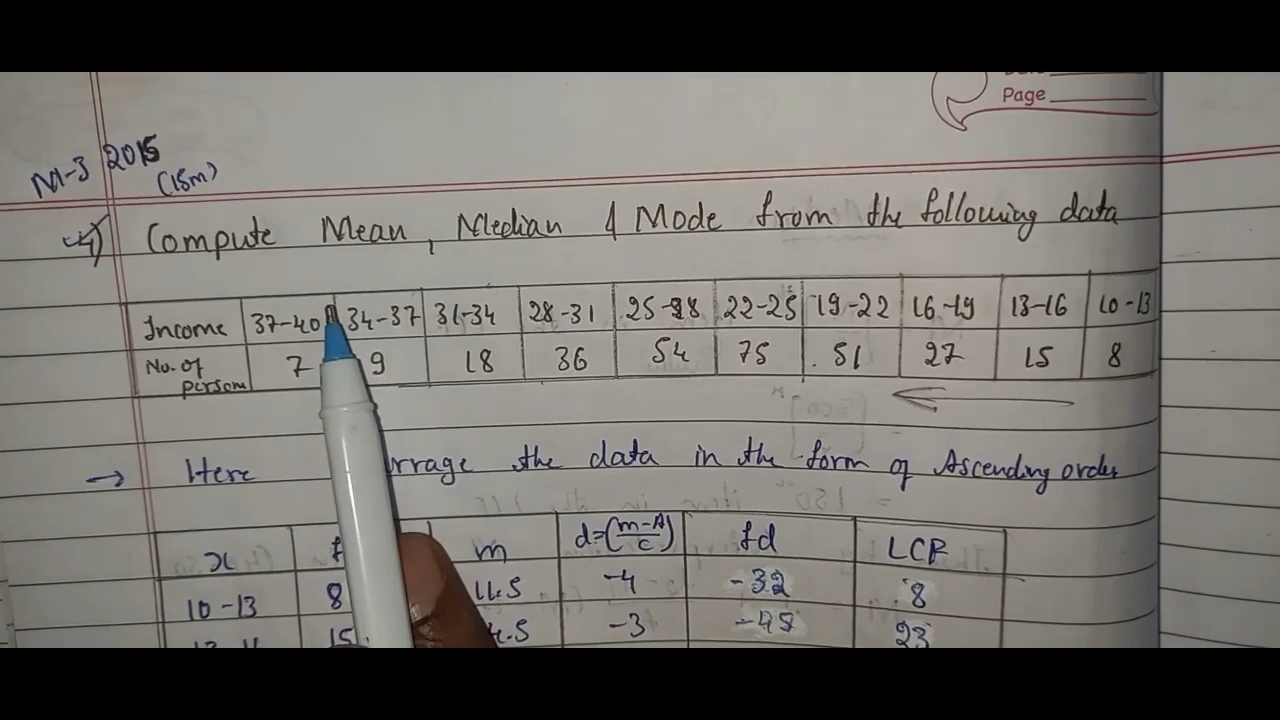 Page
M-3 2015
(15m)
4) Compute Mean, Median & Mode from the following data
Income 37-40 34-37 31-34 28-31 25-28 22-25 19-22 16-19 13-16 10-13
No. of person 7 9 18 36 54 75 51 27 15 8
→ Here the data in the form of Ascending order
x f m d=(m-A/c) fd LCF
10-13 8 11.5 -4 -32 8
15 -3 -45 23